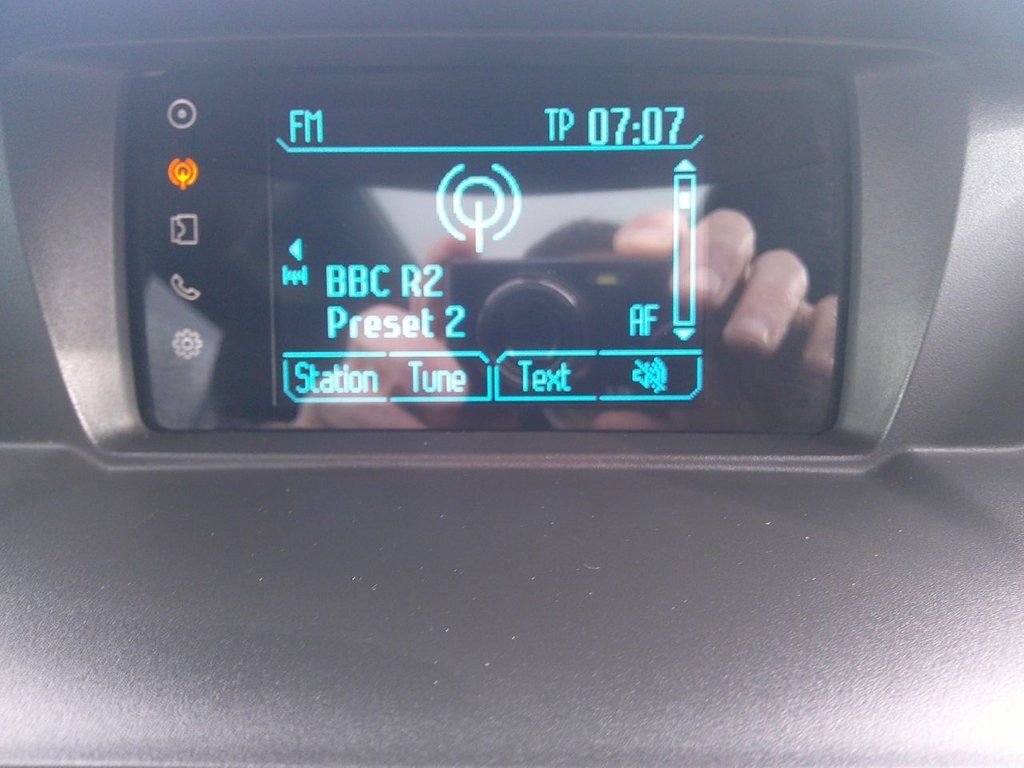 FM TP 07:07
BBC R2
Preset 2 AF
Station Tune Text